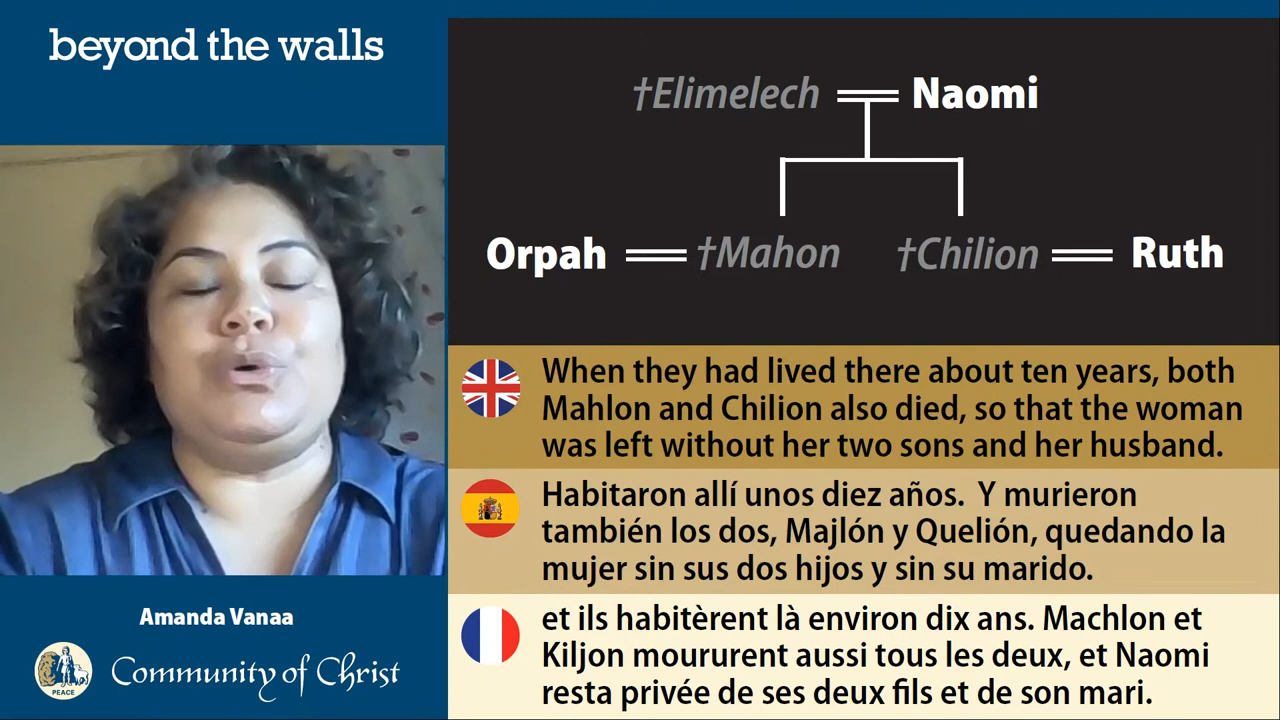 beyond the walls
†Elimelech
Naomi
Orpah
†Mahon
†Chilion
Ruth
When they had lived there about ten years, both
Mahlon and Chilion also died, so that the woman
was left without her two sons and her husband.
Habitaron allí unos diez años.  Y murieron
también los dos, Majlón y Quelión, quedando la
mujer sin sus dos hijos y sin su marido.
et ils habitèrent là environ dix ans. Machlon et
Kiljon moururent aussi tous les deux, et Naomi
resta privée de ses deux fils et de son mari.
Amanda Vanaa
PEACE
Community of Christ